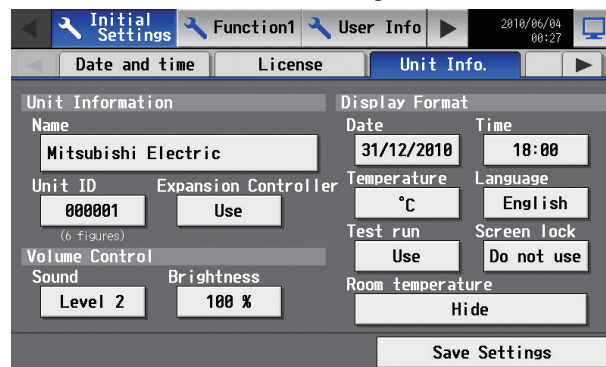 Initial Settings
Function1
User Info
2010/06/04
00:27
Date and time
License
Unit Info.
Unit Information
Name
Mitsubishi Electric
Unit ID
Expansion Controller
000001
Use
(6 figures)
Volume Control
Sound
Brightness
Level 2
100 %
Display Format
Date
Time
31/12/2010
18:00
Temperature
Language
°C
English
Test run
Screen lock
Use
Do not use
Room temperature
Hide
Save Settings